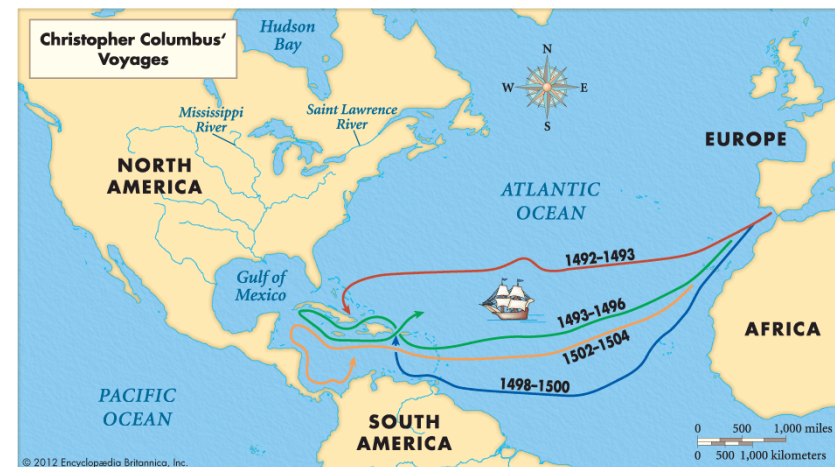 Christopher Columbus‘
Voyages
Hudson
Bay
N
W
E
S
Mississippi
River
Saint Lawrence
River
EUROPE
NORTH
AMERICA
ATLANTIC
OCEAN
1492–1493
Gulf of
Mexico
1493–1496
1502–1504
AFRICA
1498–1500
PACIFIC
OCEAN
SOUTH
AMERICA
0 500 1,000 miles
0 500 1,000 kilometers
© 2012 Encyclopædia Britannica, Inc.